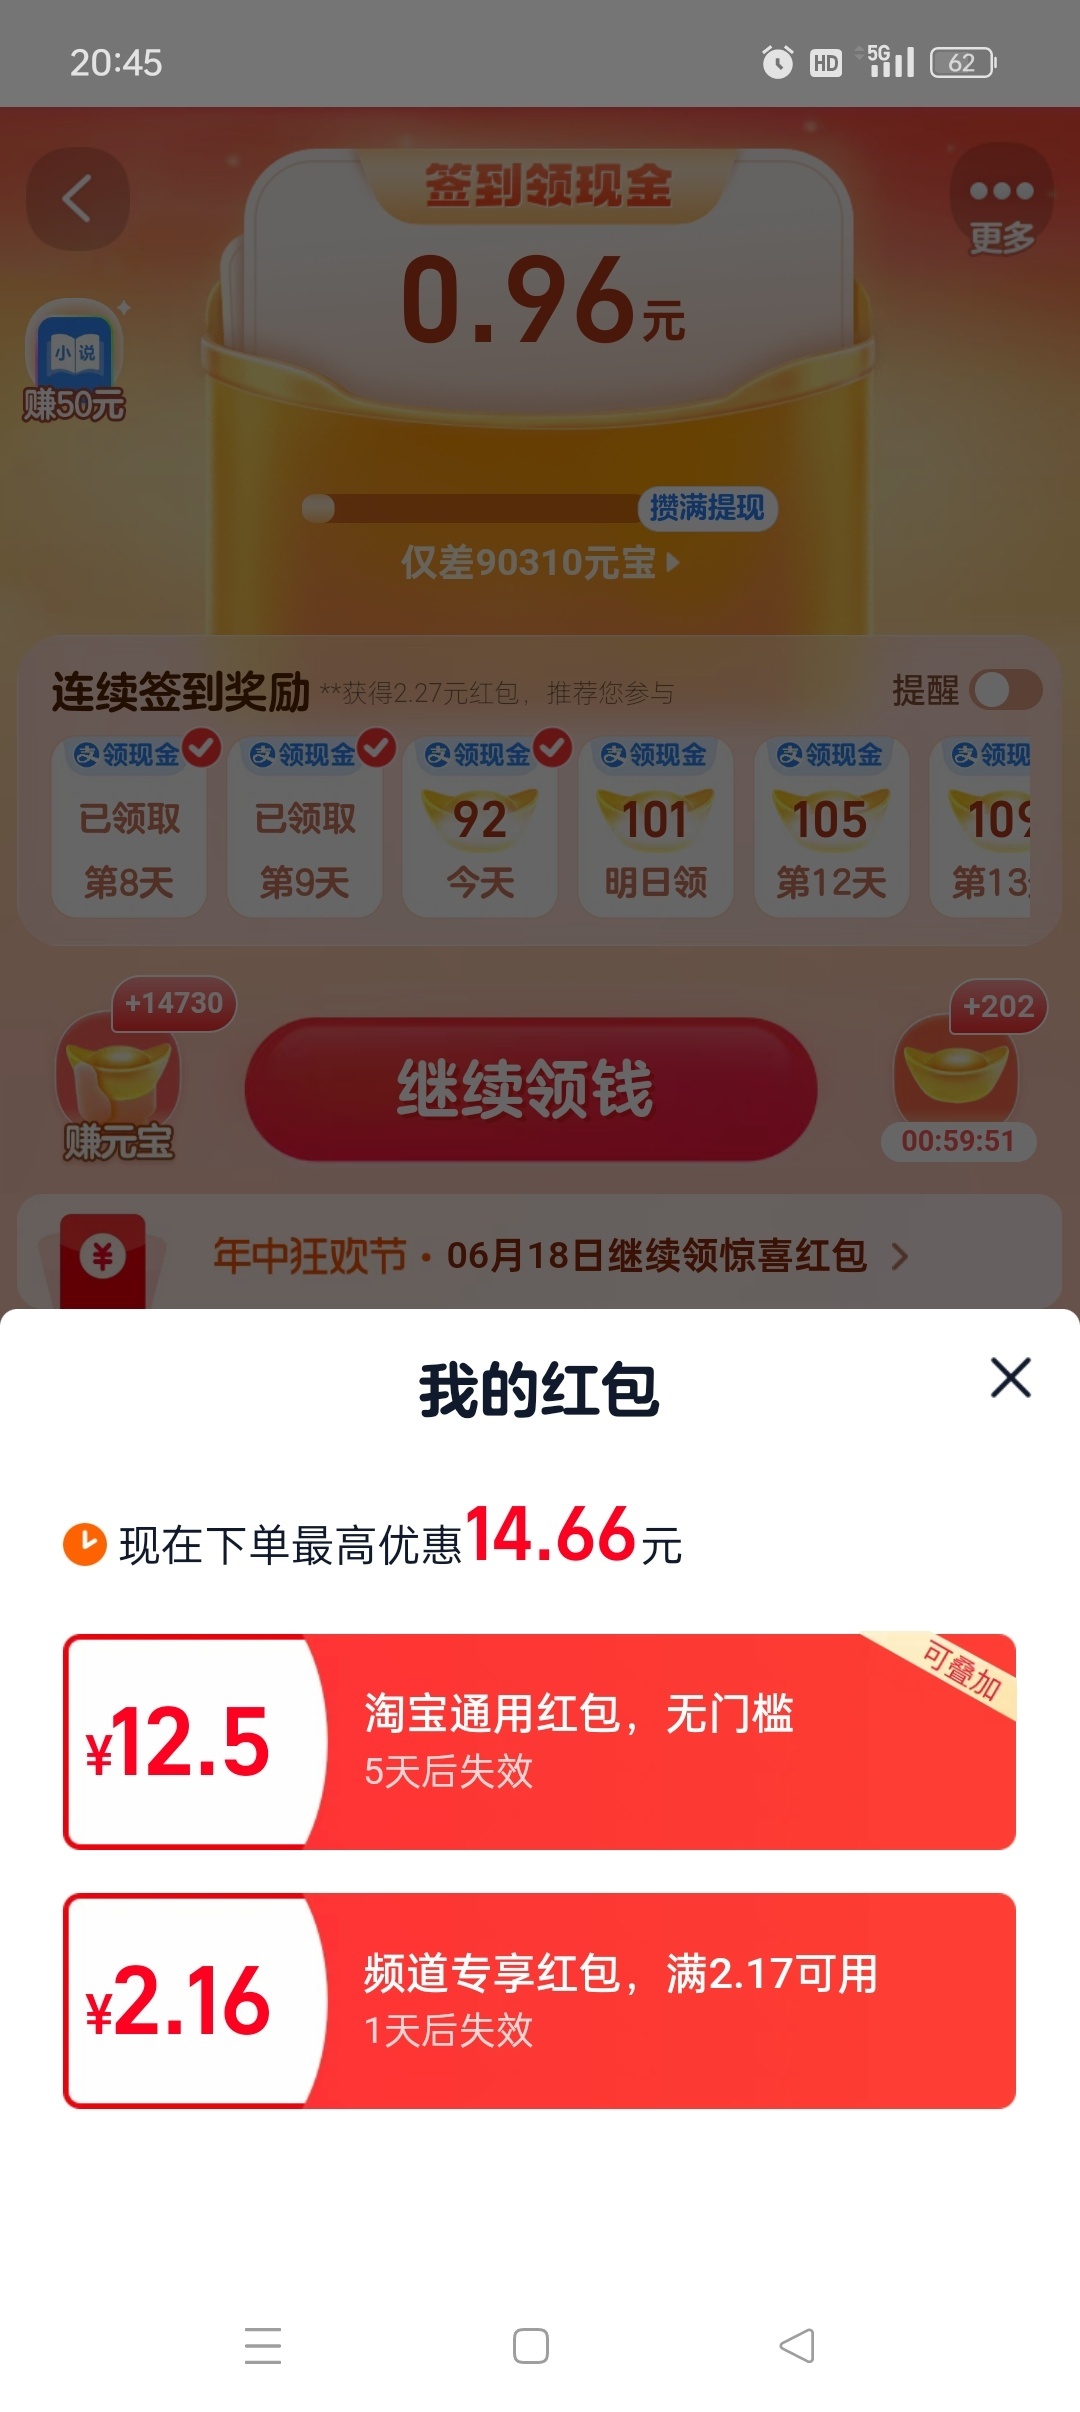 20:45
HD
5G
62
签到领现金
更多
0.96元
小说
赚50元
攒满提现
仅差90310元宝
连续签到奖励
**获得2.27元红包，推荐您参与
提醒
领现金
领现金
领现金
领现金
领现金
领现
已领取
已领取
92
101
105
109
第8天
第9天
今天
明日领
第12天
第13
+14730
+202
继续领钱
赚元宝
00:59:51
年中狂欢节·06月18日继续领惊喜红包
我的红包
现在下单最高优惠14.66元
可叠加
¥12.5
淘宝通用红包，无门槛
5天后失效
¥2.16
频道专享红包，满2.17可用
1天后失效